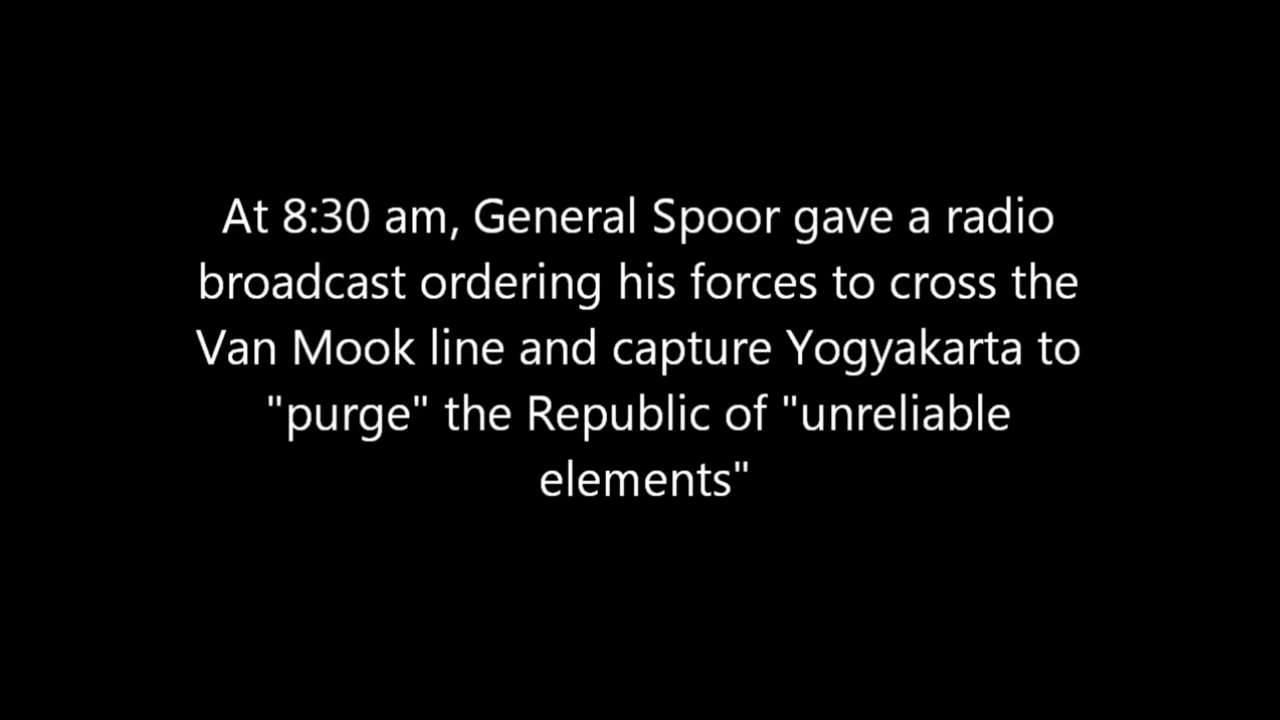 At 8:30 am, General Spoor gave a radio
broadcast ordering his forces to cross the
Van Mook line and capture Yogyakarta to
"purge" the Republic of "unreliable
elements"